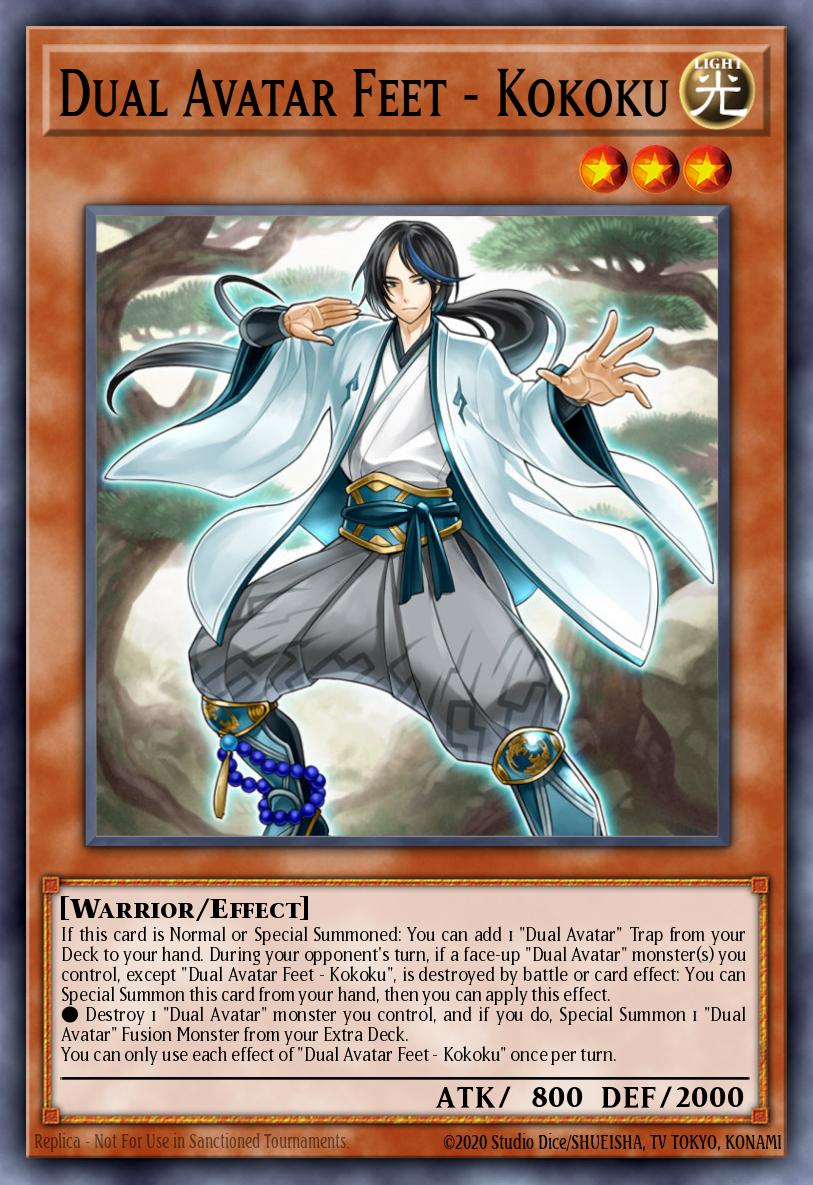 DUAL AVATAR FEET - KOKOKU
LIGHT
光
[WARRIOR/EFFECT]
If this card is Normal or Special Summoned: You can add 1 "Dual Avatar" Trap from your
Deck to your hand. During your opponent's turn, if a face-up "Dual Avatar" monster(s) you
control, except "Dual Avatar Feet - Kokoku", is destroyed by battle or card effect: You can
Special Summon this card from your hand, then you can apply this effect.
● Destroy 1 "Dual Avatar" monster you control, and if you do, Special Summon 1 "Dual
Avatar" Fusion Monster from your Extra Deck.
You can only use each effect of "Dual Avatar Feet - Kokoku" once per turn.
ATK/ 800 DEF/2000
Replica - Not For Use in Sanctioned Tournaments.
©2020 Studio Dice/SHUEISHA, TV TOKYO, KONAMI